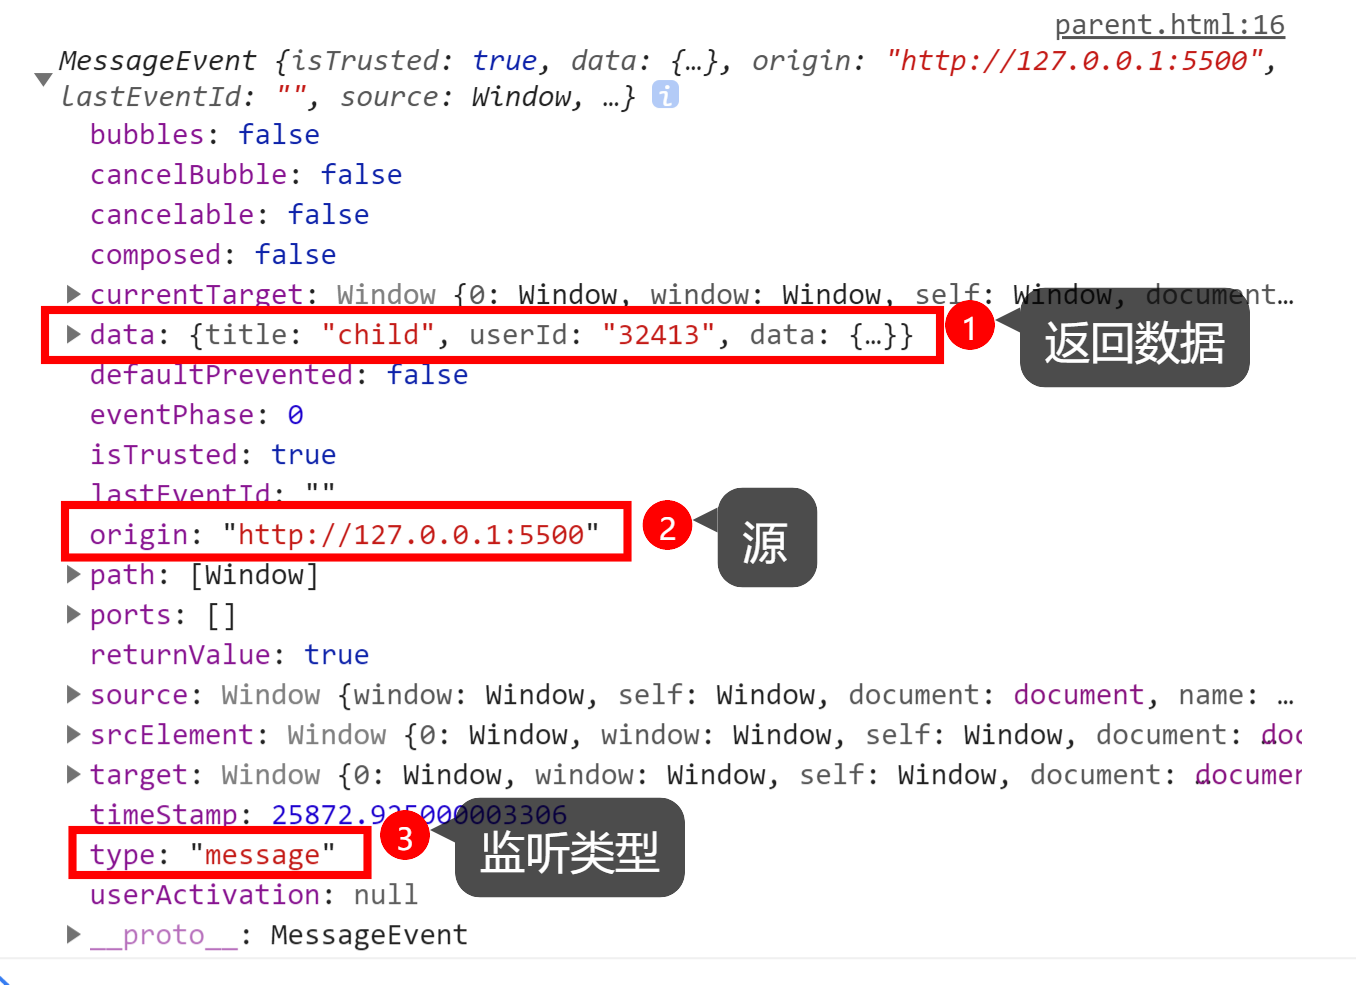 parent.html:16
MessageEvent {isTrusted: true, data: {…}, origin: "http://127.0.0.1:5500",
lastEventId: "", source: Window, …} i
bubbles: false
cancelBubble: false
cancelable: false
composed: false
currentTarget: Window {0: Window, window: Window, self: Window, document…
data: {title: "child", userId: "32413", data: {…}}
1
返回数据
defaultPrevented: false
eventPhase: 0
isTrusted: true
lastEventId: ""
origin: "http://127.0.0.1:5500"
2
源
path: [Window]
ports: []
returnValue: true
source: Window {window: Window, self: Window, document: document, name: …
srcElement: Window {0: Window, window: Window, self: Window, document: doc
target: Window {0: Window, window: Window, self: Window, document: documen
timeStamp: 25872.925000003306
type: "message"
3
监听类型
userActivation: null
__proto__: MessageEvent